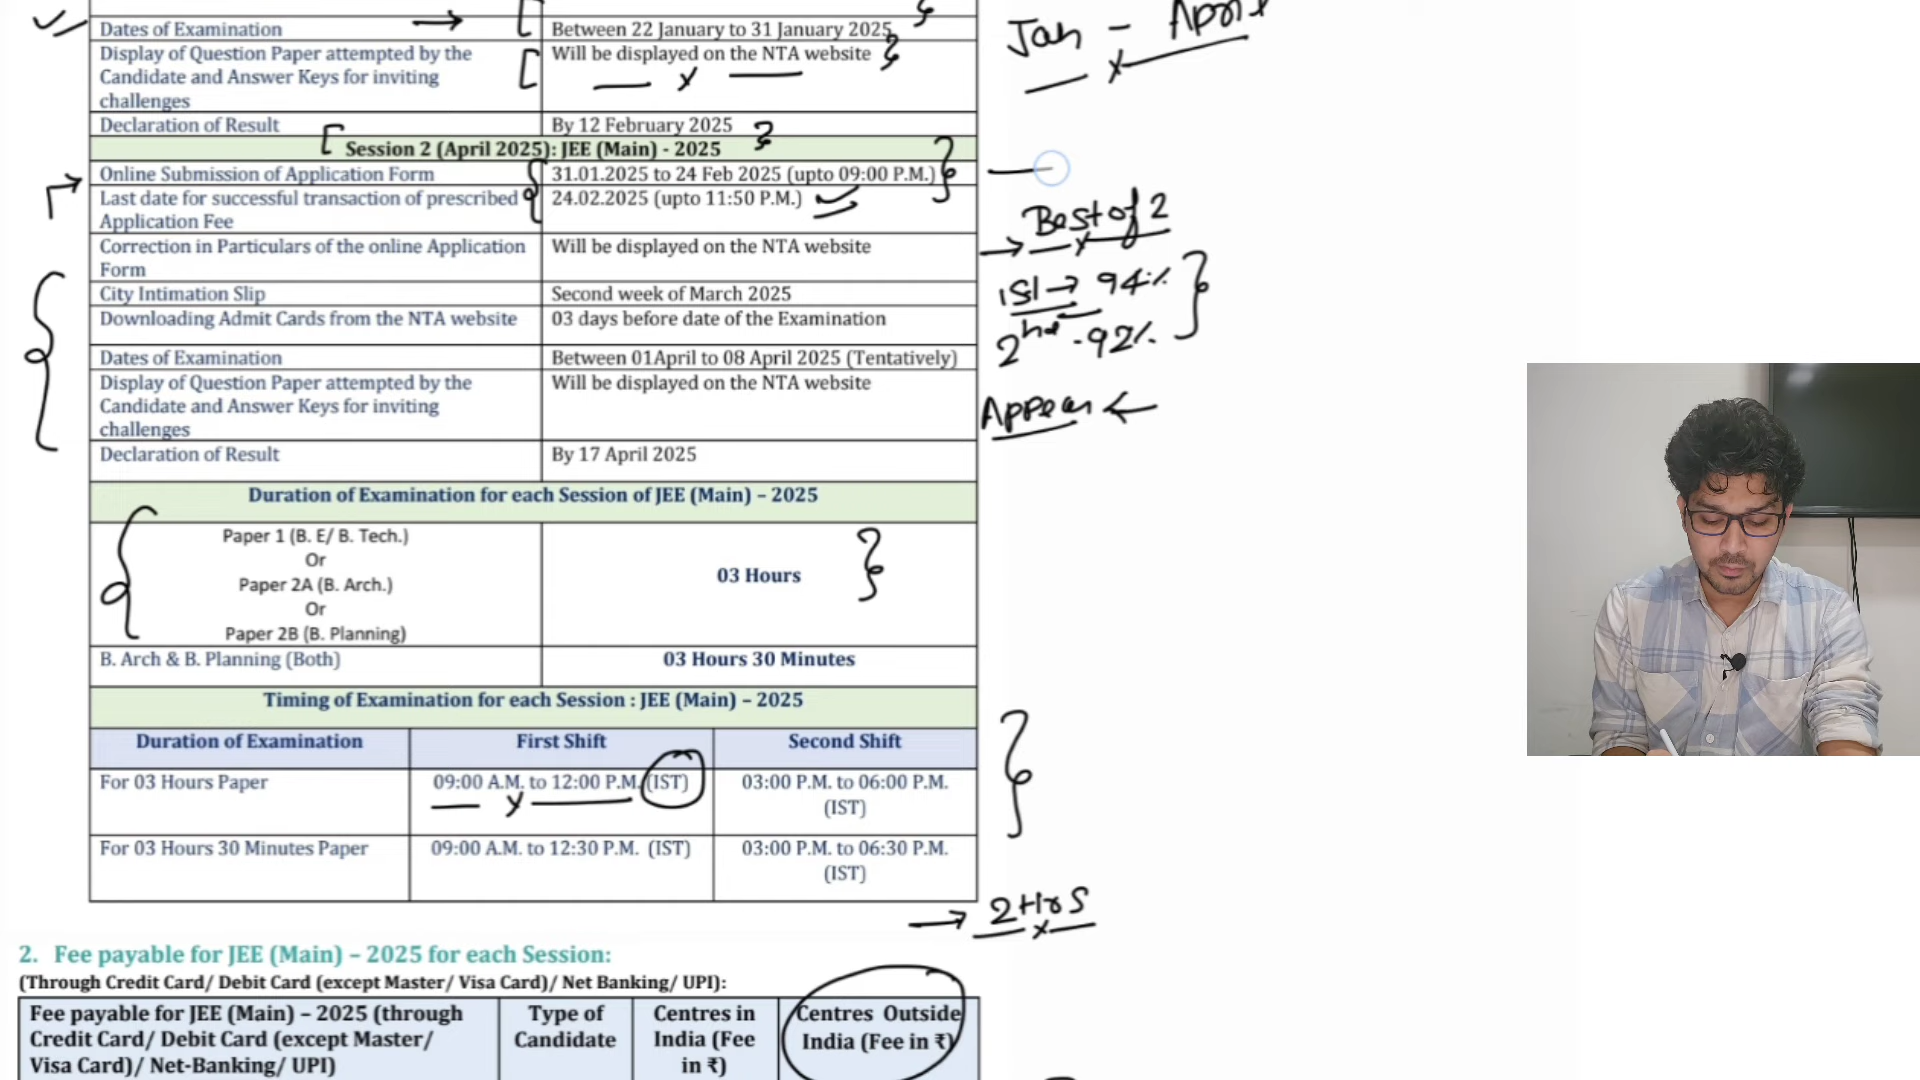 Jan - April
Dates of Examination
Between 22 January to 31 January 2025
Display of Question Paper attempted by the
Candidate and Answer Keys for inviting
challenges
Will be displayed on the NTA website
Declaration of Result
By 12 February 2025
Session 2 (April 2025): JEE (Main) - 2025
Online Submission of Application Form
31.01.2025 to 24 Feb 2025 (upto 09:00 P.M.)
Last date for successful transaction of prescribed
Application Fee
24.02.2025 (upto 11:50 P.M.)
Best of 2
Correction in Particulars of the online Application
Form
Will be displayed on the NTA website
City Intimation Slip
Second week of March 2025
1st → 94%
Downloading Admit Cards from the NTA website
03 days before date of the Examination
2nd - 92%
Dates of Examination
Between 01April to 08 April 2025 (Tentatively)
Display of Question Paper attempted by the
Candidate and Answer Keys for inviting
challenges
Will be displayed on the NTA website
Appear ←
Declaration of Result
By 17 April 2025
Duration of Examination for each Session of JEE (Main) – 2025
Paper 1 (B. E/ B. Tech.)
Or
Paper 2A (B. Arch.)
Or
Paper 2B (B. Planning)
03 Hours
B. Arch & B. Planning (Both)
03 Hours 30 Minutes
Timing of Examination for each Session : JEE (Main) – 2025
Duration of Examination
First Shift
Second Shift
For 03 Hours Paper
09:00 A.M. to 12:00 P.M. (IST)
03:00 P.M. to 06:00 P.M.
(IST)
For 03 Hours 30 Minutes Paper
09:00 A.M. to 12:30 P.M. (IST)
03:00 P.M. to 06:30 P.M.
(IST)
→ 2 Hrs
2. Fee payable for JEE (Main) – 2025 for each Session:
(Through Credit Card/ Debit Card (except Master/ Visa Card)/ Net Banking/ UPI):
Fee payable for JEE (Main) – 2025 (through
Credit Card/ Debit Card (except Master/
Visa Card)/ Net-Banking/ UPI)
Type of
Candidate
Centres in
India (Fee
in ₹)
Centres Outside
India (Fee in ₹)